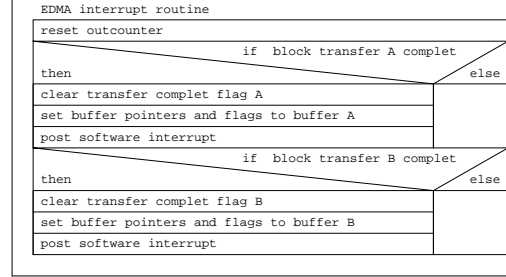 EDMA interrupt routine
reset outcounter
if block transfer A complet
then else
clear transfer complet flag A
set buffer pointers and flags to buffer A
post software interrupt
if block transfer B complet
then else
clear transfer complet flag B
set buffer pointers and flags to buffer B
post software interrupt